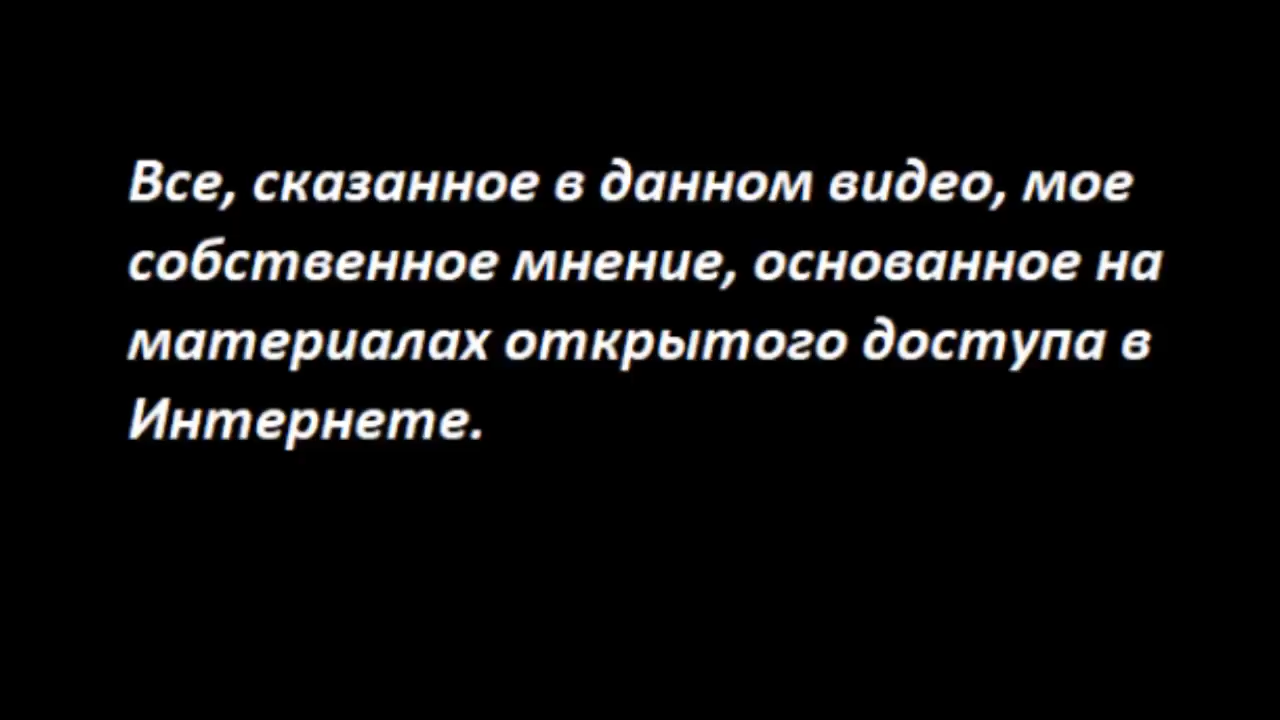 Все, сказанное в данном видео, мое
собственное мнение, основанное на
материалах открытого доступа в
Интернете.